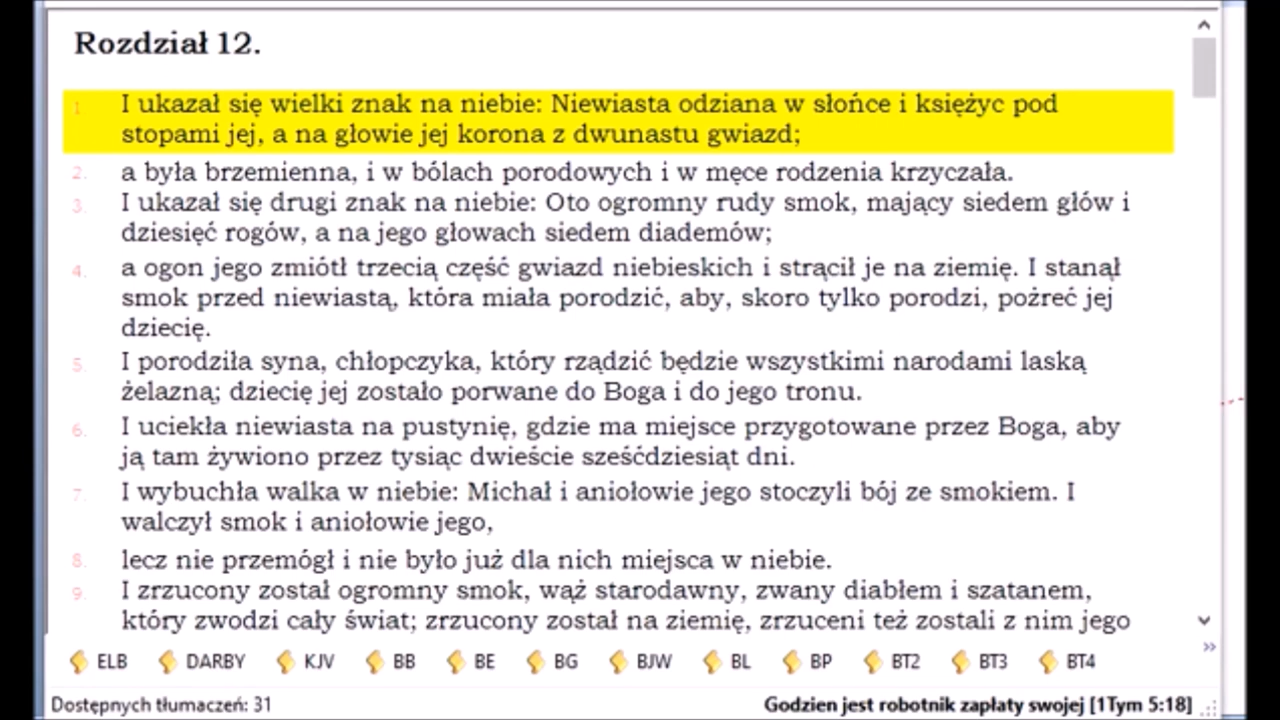 Rozdział 12.
1. I ukazał się wielki znak na niebie: Niewiasta odziana w słońce i księżyc pod
stopami jej, a na głowie jej korona z dwunastu gwiazd;
2. a była brzemienna, i w bólach porodowych i w męce rodzenia krzyczała.
3. I ukazał się drugi znak na niebie: Oto ogromny rudy smok, mający siedem głów i
dziesięć rogów, a na jego głowach siedem diademów;
4. a ogon jego zmiótł trzecią część gwiazd niebieskich i strącił je na ziemię. I stanął
smok przed niewiastą, która miała porodzić, aby, skoro tylko porodzi, pożreć jej
dziecię.
5. I porodziła syna, chłopczyka, który rządzić będzie wszystkimi narodami laską
żelazną; dziecię jej zostało porwane do Boga i do jego tronu.
6. I uciekła niewiasta na pustynię, gdzie ma miejsce przygotowane przez Boga, aby
ją tam żywiono przez tysiąc dwieście sześćdziesiąt dni.
7. I wybuchła walka w niebie: Michał i aniołowie jego stoczyli bój ze smokiem. I
walczył smok i aniołowie jego,
8. lecz nie przemógł i nie było już dla nich miejsca w niebie.
9. I zrzucony został ogromny smok, wąż starodawny, zwany diabłem i szatanem,
który zwodzi cały świat; zrzucony został na ziemię, zrzuceni też zostali z nim jego
ELB DARBY KJV BB BE BG BJW BL BP BT2 BT3 BT4 »
Dostępnych tłumaczeń: 31 Godzien jest robotnik zapłaty swojej [1Tym 5:18]